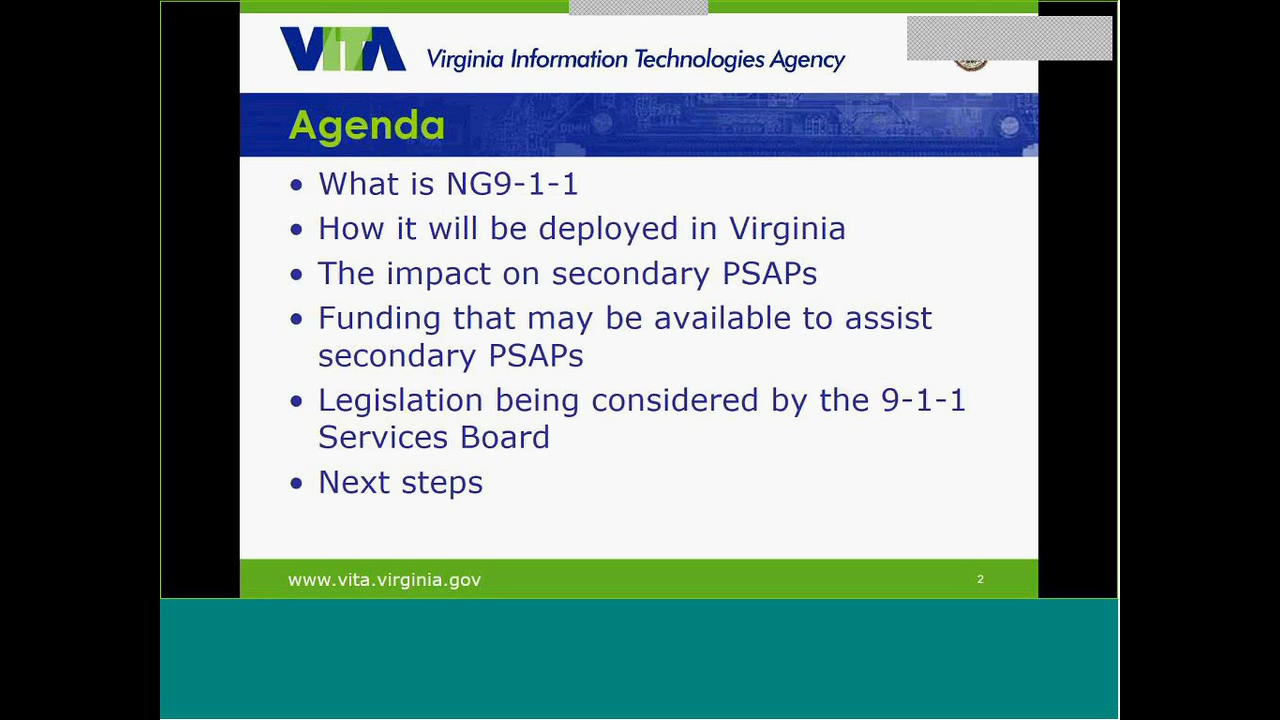 VITA Virginia Information Technologies Agency
Agenda
• What is NG9-1-1
• How it will be deployed in Virginia
• The impact on secondary PSAPs
• Funding that may be available to assist
secondary PSAPs
• Legislation being considered by the 9-1-1
Services Board
• Next steps
www.vita.virginia.gov 2